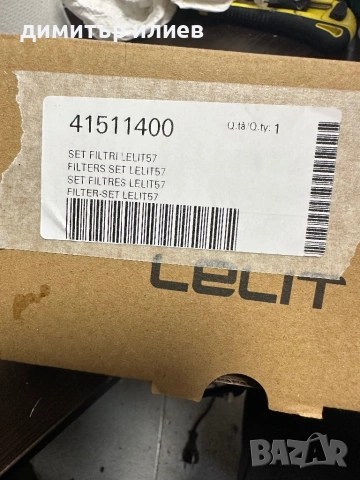 димитър илиев
41511400
Q.tà/Q.ty: 1
SET FILTRI LELIT57
FILTERS SET LELIT57
SET FILTRES LELIT57
FILTER-SET LELIT57
LELIT
BAZAR